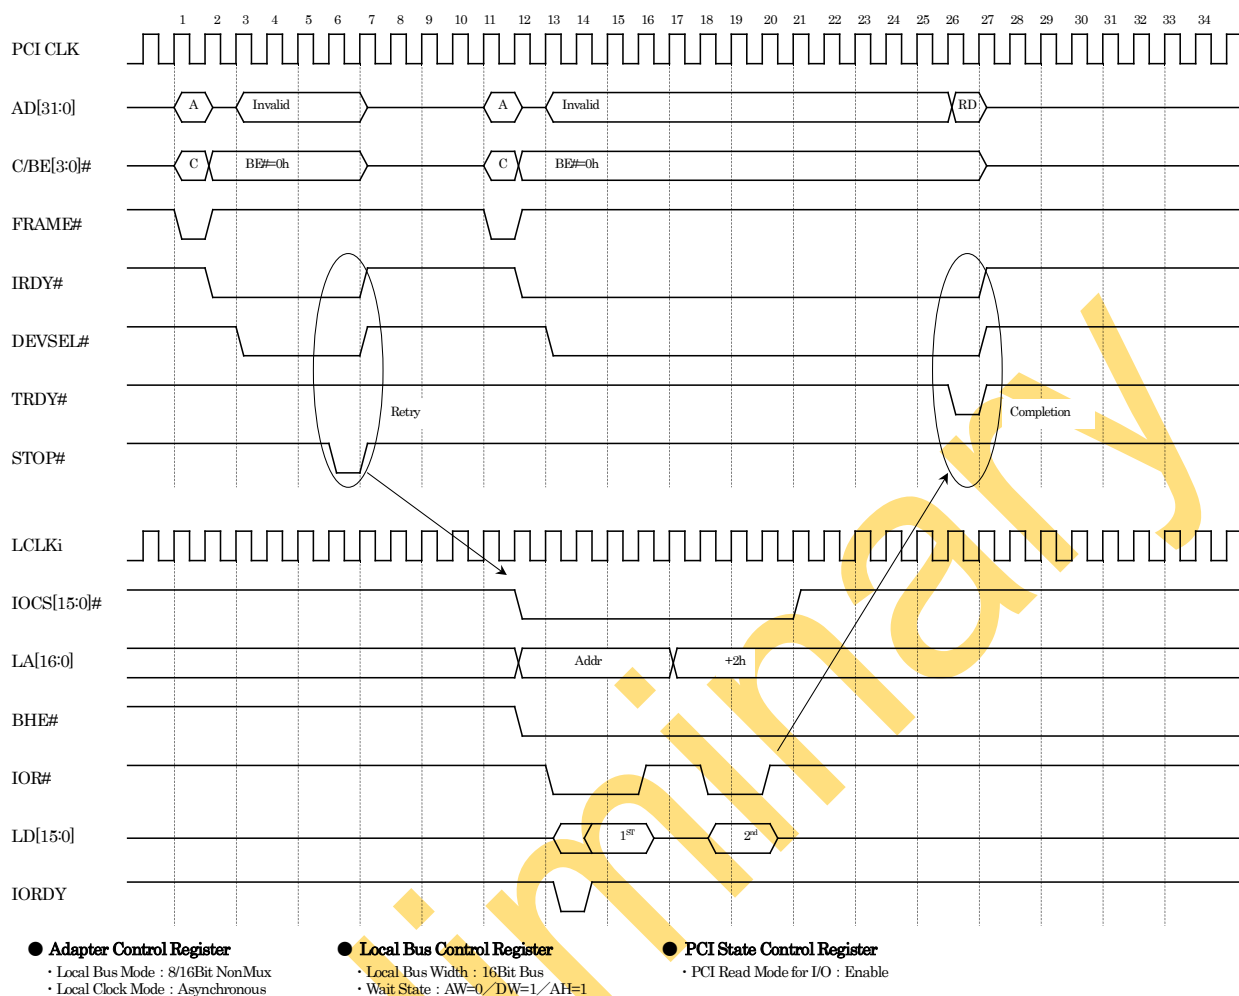 1 2 3 4 5 6 7 8 9 10 11 12 13 14 15 16 17 18 19 20 21 22 23 24 25 26 27 28 29 30 31 32 33 34
PCI CLK
AD[31:0] A Invalid A Invalid RD
C/BE[3:0]# C BE#=0h C BE#=0h
FRAME#
IRDY#
DEVSEL#
TRDY#
Retry Completion
STOP#
LCLKi
IOCS[15:0]#
LA[16:0] Addr +2h
BHE#
IOR#
LD[15:0] 1ST 2nd
IORDY
● Adapter Control Register ● Local Bus Control Register ● PCI State Control Register
・Local Bus Mode : 8/16Bit NonMux ・Local Bus Width : 16Bit Bus ・PCI Read Mode for I/O : Enable
・Local Clock Mode : Asynchronous ・Wait State : AW=0／DW=1／AH=1